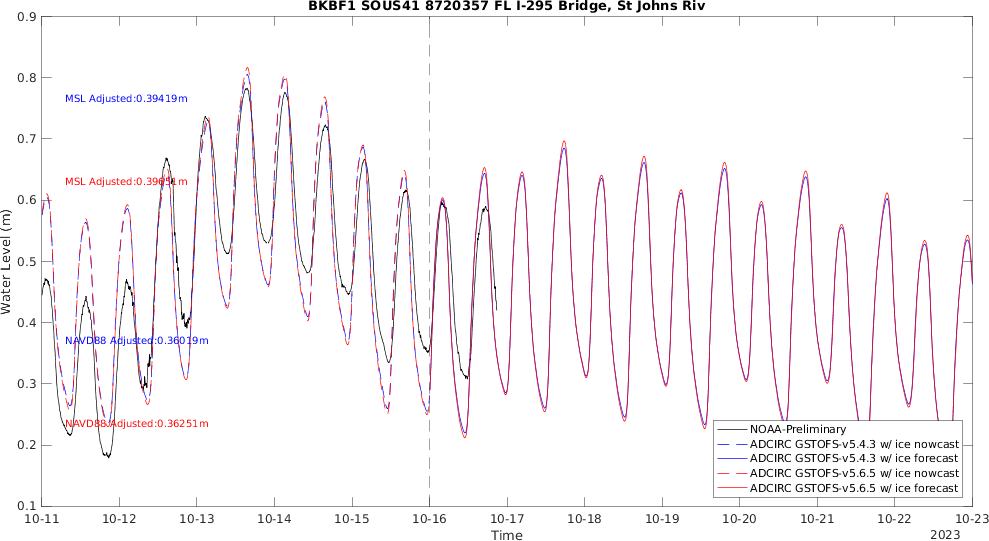 BKBF1 SOUS41 8720357 FL I-295 Bridge, St Johns Riv
0.9
0.8
0.7
0.6
0.5
0.4
0.3
0.2
0.1
Water Level (m)
MSL Adjusted:0.39419m
MSL Adjusted:0.39651m
NAVD88 Adjusted:0.36019m
NAVD88 Adjusted:0.36251m
NOAA-Preliminary
ADCIRC GSTOFS-v5.4.3 w/ ice nowcast
ADCIRC GSTOFS-v5.4.3 w/ ice forecast
ADCIRC GSTOFS-v5.6.5 w/ ice nowcast
ADCIRC GSTOFS-v5.6.5 w/ ice forecast
10-11 10-12 10-13 10-14 10-15 10-16 10-17 10-18 10-19 10-20 10-21 10-22 10-23
Time
2023